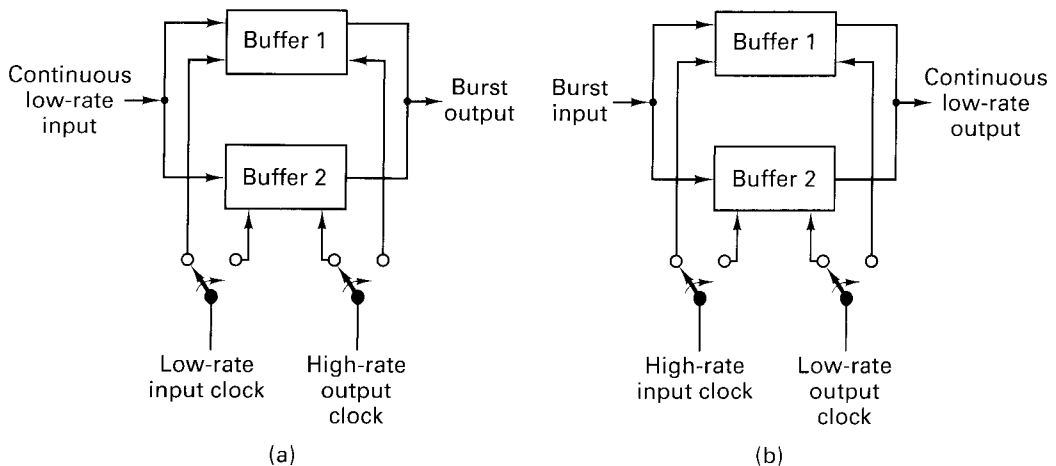 Buffer 1
Continuous
low-rate
input
Burst
output
Buffer 2
Low-rate
input clock
High-rate
output
clock
(a)
Buffer 1
Burst
input
Continuous
low-rate
output
Buffer 2
High-rate
input clock
Low-rate
output
clock
(b)